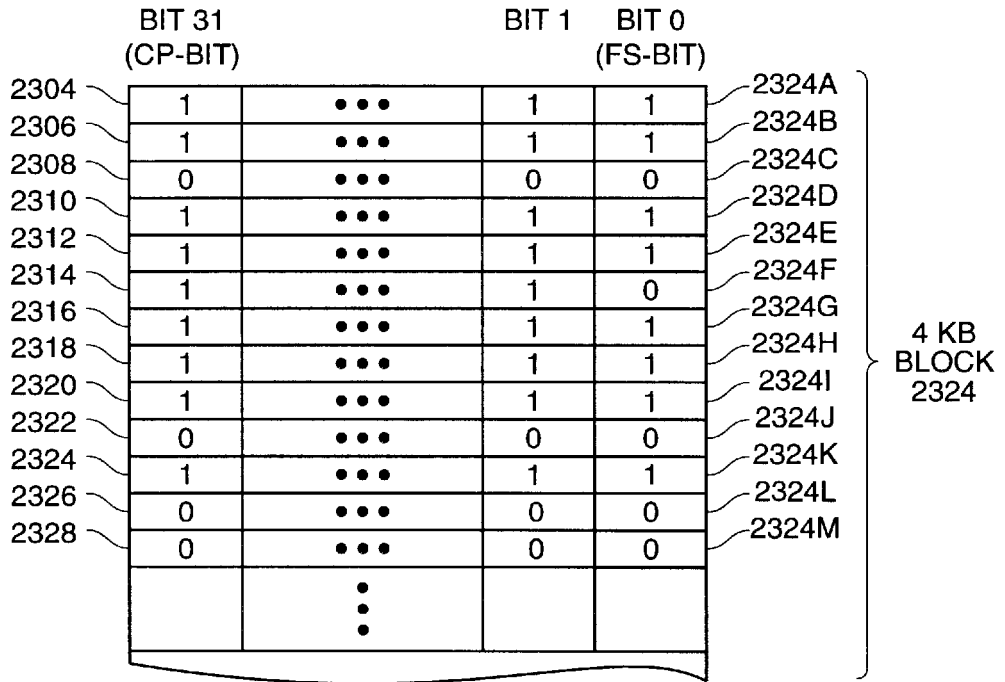 BIT 31 BIT 1 BIT 0
(CP-BIT) (FS-BIT)
2304 1 ••• 1 1 2324A
2306 1 ••• 1 1 2324B
2308 0 ••• 0 0 2324C
2310 1 ••• 1 1 2324D
2312 1 ••• 1 1 2324E
2314 1 ••• 1 0 2324F
2316 1 ••• 1 1 2324G
2318 1 ••• 1 1 2324H
2320 1 ••• 1 1 2324I
2322 0 ••• 0 0 2324J
2324 1 ••• 1 1 2324K
2326 0 ••• 0 0 2324L
2328 0 ••• 0 0 2324M
4 KB
BLOCK
2324